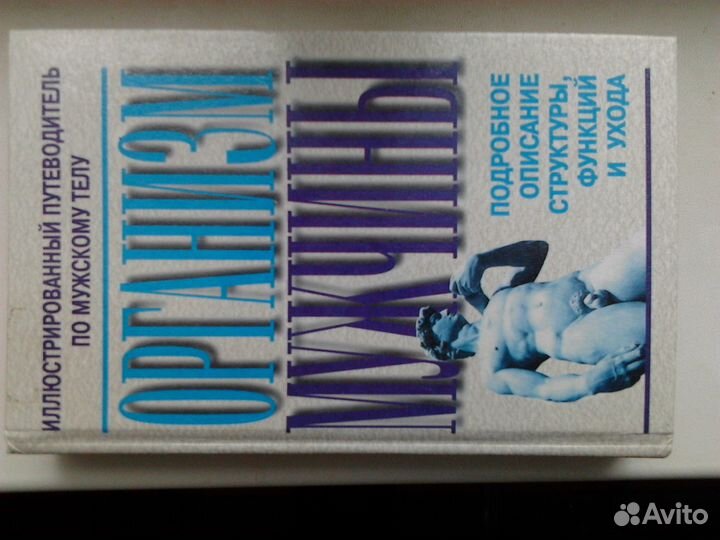 ИЛЛЮСТРИРОВАННЫЙ ПУТЕВОДИТЕЛЬ
ПО МУЖСКОМУ ТЕЛУ
ОРГАНИЗМ
МУЖЧИНЫ
ПОДРОБНОЕ
ОПИСАНИЕ
СТРУКТУРЫ,
ФУНКЦИЙ
И УХОДА
Avito